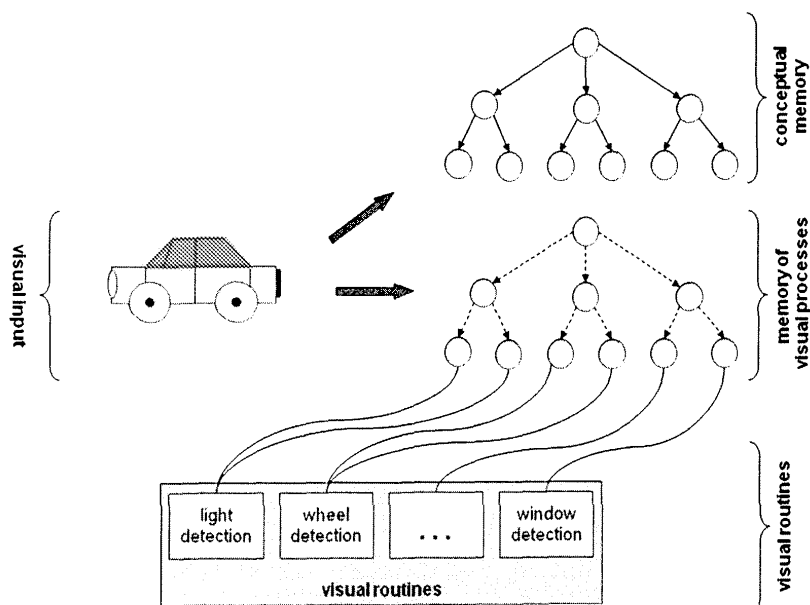 conceptual
memory
visual input
memory of
visual processes
light
detection
wheel
detection
...
window
detection
visual routines
visual routines